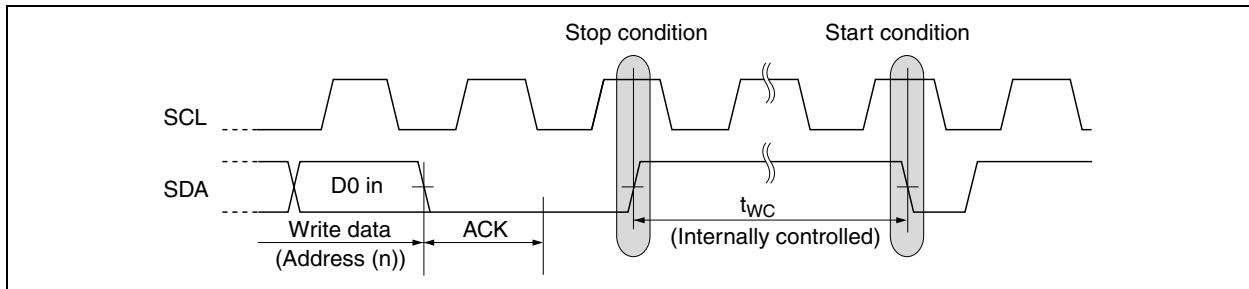 Stop condition
Start condition
SCL
SDA
D0 in
Write data
(Address (n))
ACK
tWC
(Internally controlled)